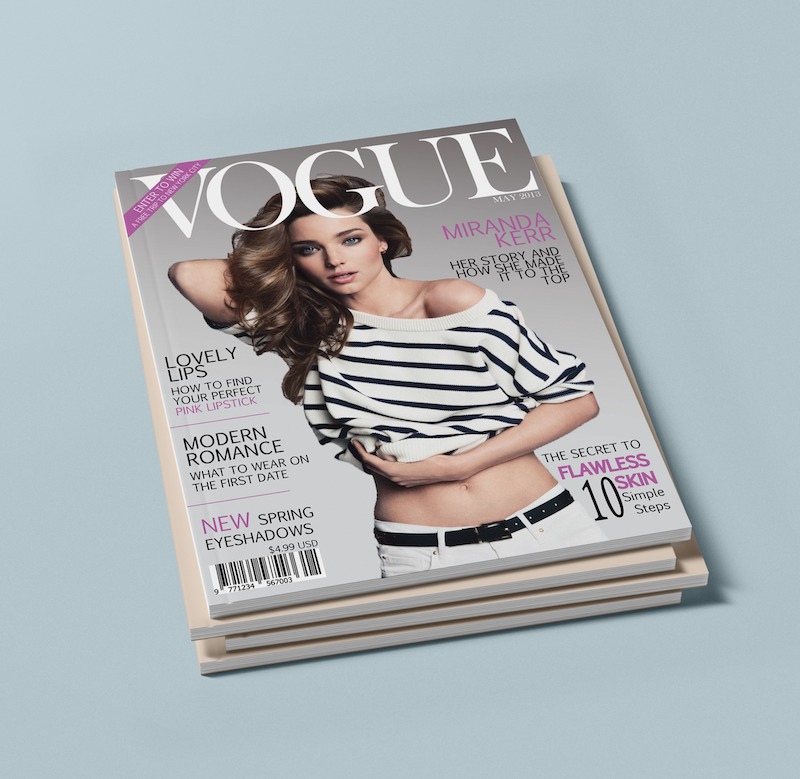 ENTER TO WIN
A FREE TRIP TO NEW YORK CITY
VOGUE
MAY 2013
MIRANDA
KERR
HER STORY AND
HOW SHE MADE
IT TO THE
TOP
LOVELY
LIPS
HOW TO FIND
YOUR PERFECT
PINK LIPSTICK
MODERN
ROMANCE
WHAT TO WEAR ON
THE FIRST DATE
NEW SPRING
EYESHADOWS
$4.99 USD
9 771234 567003
THE SECRET TO
FLAWLESS
SKIN
10 Simple
Steps